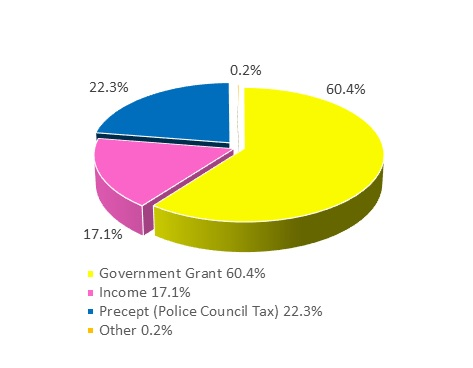 0.2%
22.3%
60.4%
17.1%
Government Grant 60.4%
Income 17.1%
Precept (Police Council Tax) 22.3%
Other 0.2%